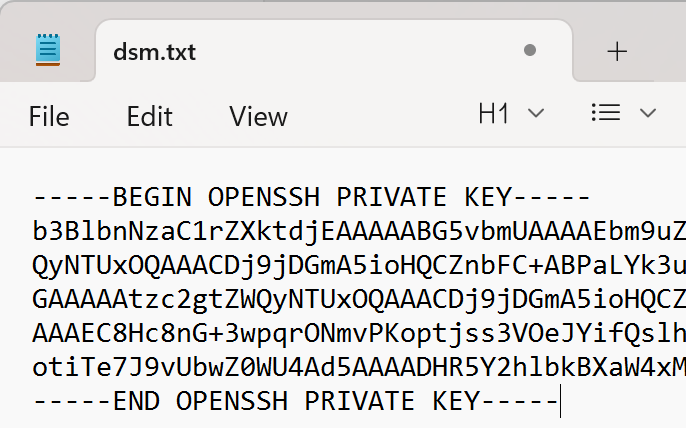 dsm.txt
File Edit View H1
-----BEGIN OPENSSH PRIVATE KEY-----
b3BlbnNzaC1rZXktdjEAAAAABG5vbmUAAAAEbm9uZ
QyNTUxOQAAACDj9jDGmA5ioHQCZnbFC+ABPaLYk3u
GAAAAAtzc2gtZWQyNTUxOQAAACDj9jDGmA5ioHQCZ
AAAEC8Hc8nG+3wpqrONmvPKoptjss3VOeJYifQslh
otiTe7J9vUbwZ0WU4Ad5AAAADHR5Y2hlbkBXaW4xM
-----END OPENSSH PRIVATE KEY-----